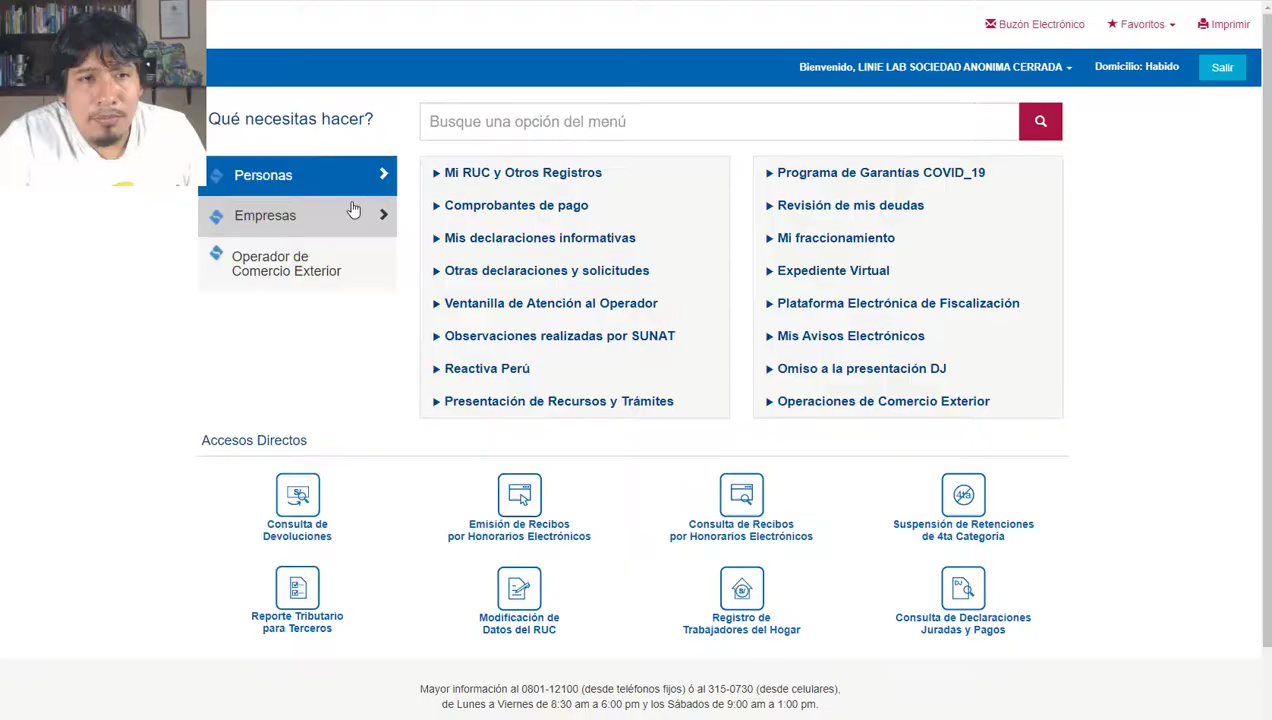 Buzón Electrónico
Favoritos
Imprimir
Bienvenido, LINIE LAB SOCIEDAD ANONIMA CERRADA
Domicilio: Habido
Salir
Qué necesitas hacer?
Busque una opción del menú
Personas
Empresas
Operador de
Comercio Exterior
Mi RUC y Otros Registros
Comprobantes de pago
Mis declaraciones informativas
Otras declaraciones y solicitudes
Ventanilla de Atención al Operador
Observaciones realizadas por SUNAT
Reactiva Perú
Presentación de Recursos y Trámites
Programa de Garantías COVID_19
Revisión de mis deudas
Mi fraccionamiento
Expediente Virtual
Plataforma Electrónica de Fiscalización
Mis Avisos Electrónicos
Omiso a la presentación DJ
Operaciones de Comercio Exterior
Accesos Directos
S/
Consulta de
Devoluciones
Emisión de Recibos
por Honorarios Electrónicos
Consulta de Recibos
por Honorarios Electrónicos
4ta
Suspensión de Retenciones
de 4ta Categoria
Reporte Tributario
para Terceros
Modificación de
Datos del RUC
S/
Registro de
Trabajadores del Hogar
DJ
Consulta de Declaraciones
Juradas y Pagos
Mayor información al 0801-12100 (desde teléfonos fijos) ó al 315-0730 (desde celulares),
de Lunes a Viernes de 8:30 am a 6:00 pm y los Sábados de 9:00 am a 1:00 pm.